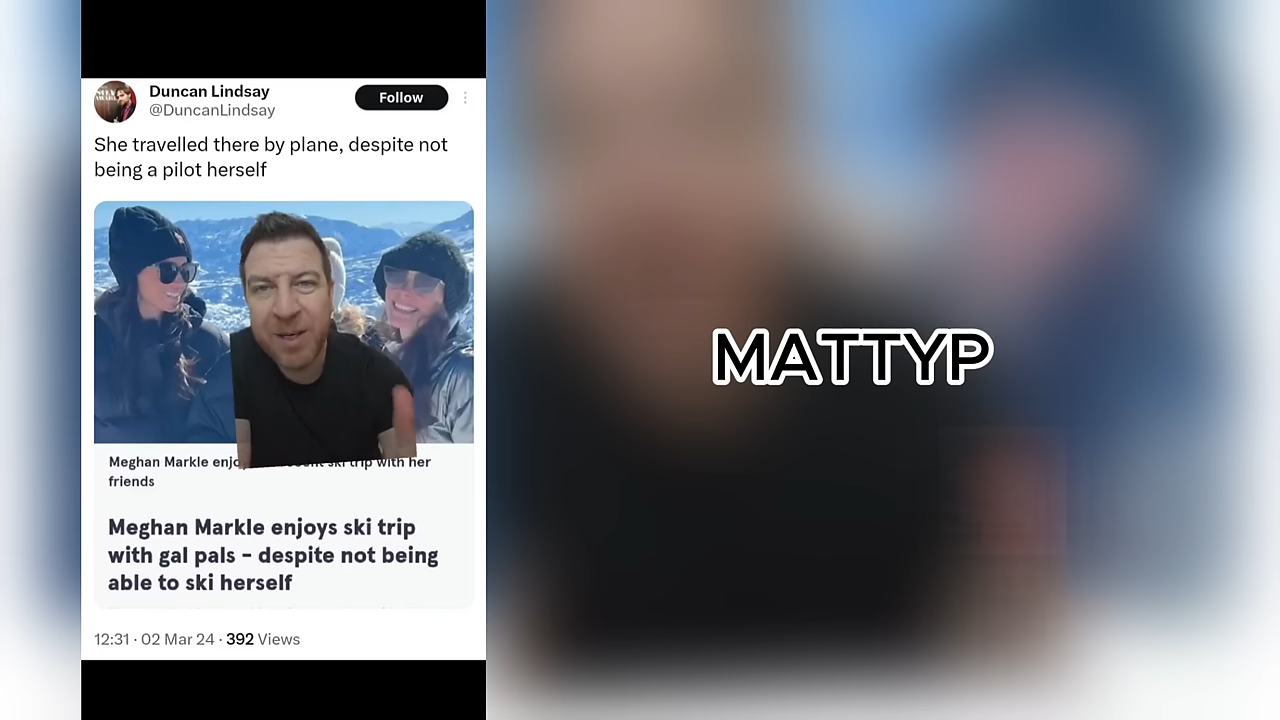 Duncan Lindsay
@DuncanLindsay
Follow
She travelled there by plane, despite not
being a pilot herself
Meghan Markle ski trip with her
friends
Meghan Markle enjoys ski trip
with gal pals - despite not being
able to ski herself
12:31 · 02 Mar 24 · 392 Views
MATTYP